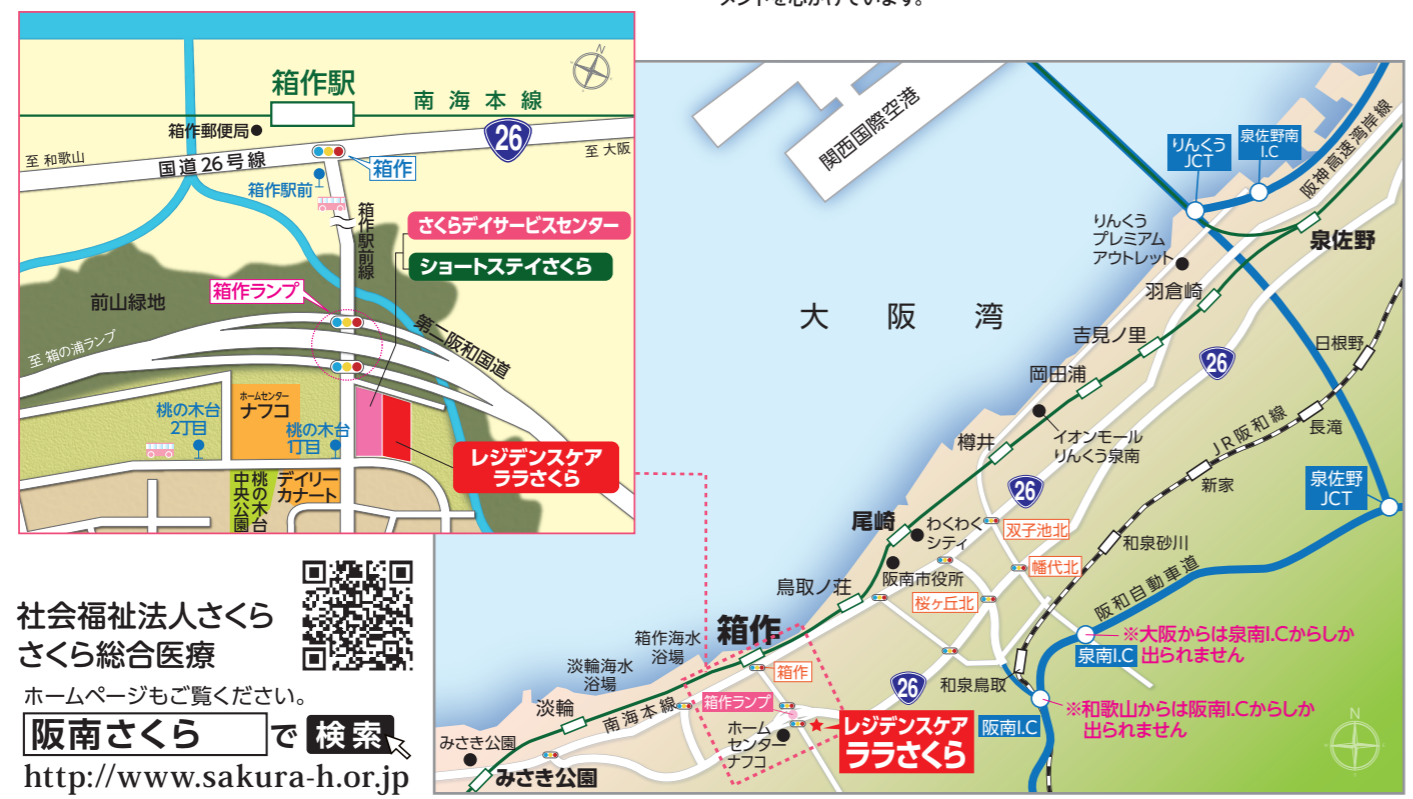 メントを心がけています。
箱作駅
南海本線
箱作郵便局
26
至 和歌山
国道26号線
至 大阪
箱作
箱作駅前
箱作駅前線
さくらデイサービスセンター
ショートステイさくら
前山緑地
箱作ランプ
至 箱の浦ランプ
第二阪和国道
ホームセンター
ナフコ
桃の木台
2丁目
桃の木台
1丁目
レジデンスケア
ララさくら
桃の木台
中央公園
デイリー
カナート
N
関西国際空港
りんくう
JCT
泉佐野南
I.C
阪神高速湾岸線
りんくう
プレミアム
アウトレット
泉佐野
羽倉崎
大阪湾
吉見ノ里
日根野
26
岡田浦
イオンモール
りんくう泉南
JR阪和線
長滝
樽井
新家
26
泉佐野
JCT
尾崎
わくわく
シティ
双子池北
和泉砂川
阪南市役所
幡代北
鳥取ノ荘
桜ヶ丘北
阪和自動車道
箱作
箱作海水
浴場
※大阪からは泉南I.Cからしか
出られません
泉南I.C
淡輪海水
浴場
箱作
26
和泉鳥取
淡輪
南海本線
箱作ランプ
※和歌山からは阪南I.Cからしか
出られません
阪南I.C
ホーム
センター
ナフコ
レジデンスケア
ララさくら
みさき公園
みさき公園
N
社会福祉法人さくら
さくら総合医療
ホームページもご覧ください。
阪南さくら で 検索
http://www.sakura-h.or.jp